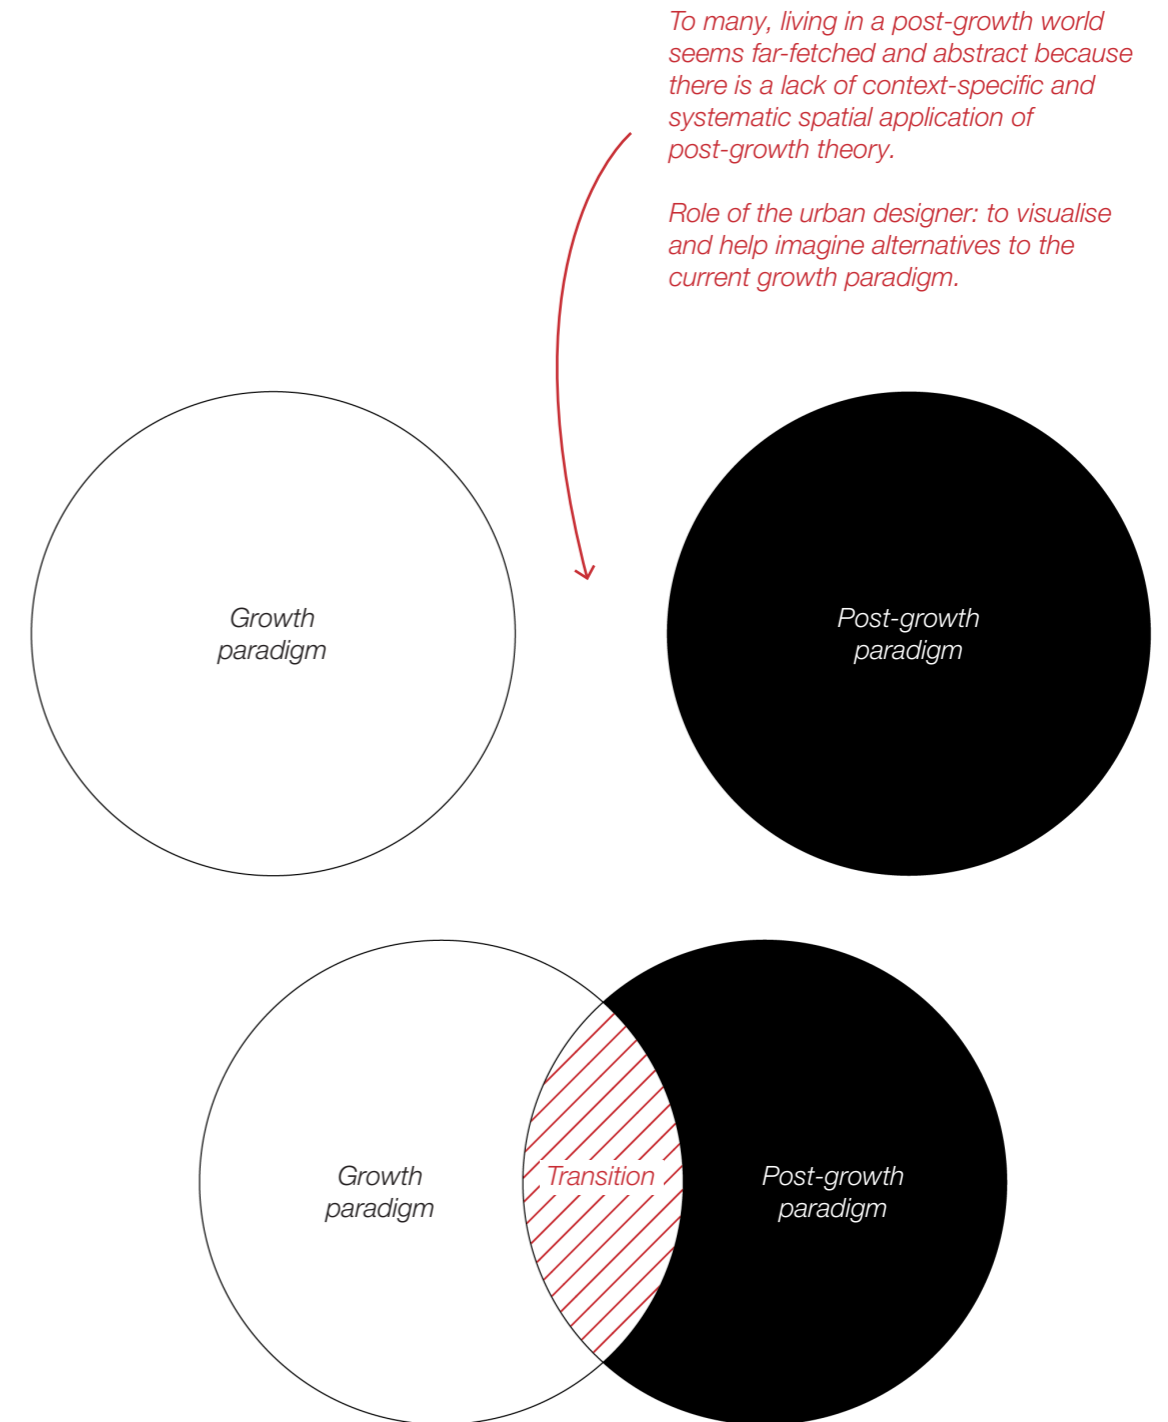 To many, living in a post-growth world
seems far-fetched and abstract because
there is a lack of context-specific and
systematic spatial application of
post-growth theory.
Role of the urban designer: to visualise
and help imagine alternatives to the
current growth paradigm.
Growth
paradigm
Post-growth
paradigm
Growth
paradigm
Transition
Post-growth
paradigm